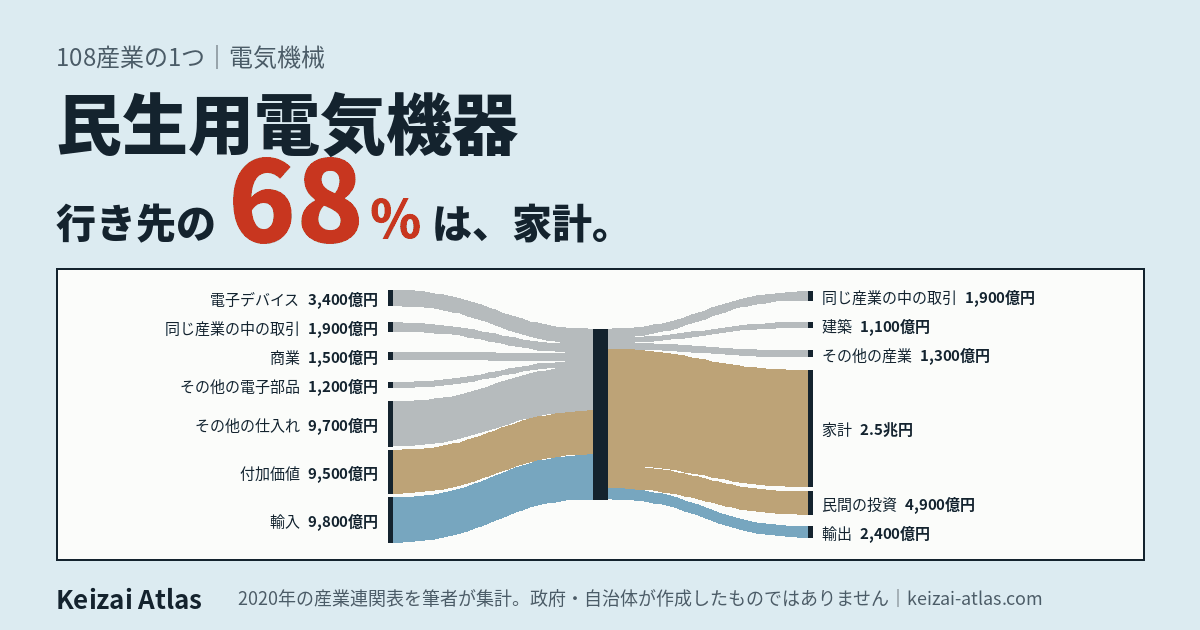 108産業の1つ｜電気機械
民生用電気機器
行き先の 68% は、家計。
電子デバイス 3,400億円
同じ産業の中の取引 1,900億円
商業 1,500億円
その他の電子部品 1,200億円
その他の仕入れ 9,700億円
付加価値 9,500億円
輸入 9,800億円
同じ産業の中の取引 1,900億円
建築 1,100億円
その他の産業 1,300億円
家計 2.5兆円
民間の投資 4,900億円
輸出 2,400億円
Keizai Atlas 2020年の産業連関表を筆者が集計。政府・自治体が作成したものではありません｜keizai-atlas.com